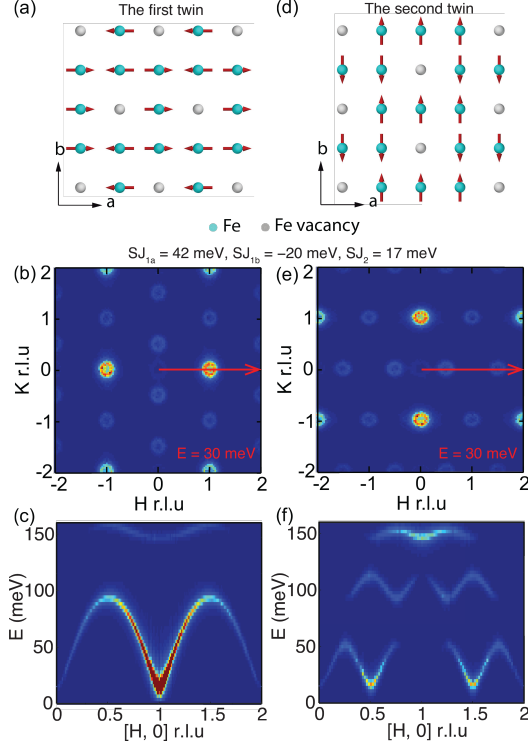 (a) The first twin
(d) The second twin
b
a
b
a
Fe Fe vacancy
SJ1a = 42 meV, SJ1b = −20 meV, SJ2 = 17 meV
(b)
2
1
0
-1
-2
K r.l.u
E = 30 meV
-2 -1 0 1 2
H r.l.u
(e)
2
1
0
-1
-2
K r.l.u
E = 30 meV
-2 -1 0 1 2
H r.l.u
(c)
150
100
50
0
E (meV)
0 0.5 1 1.5 2
[H, 0] r.l.u
(f)
150
100
50
0
E (meV)
0 0.5 1 1.5 2
[H, 0] r.l.u